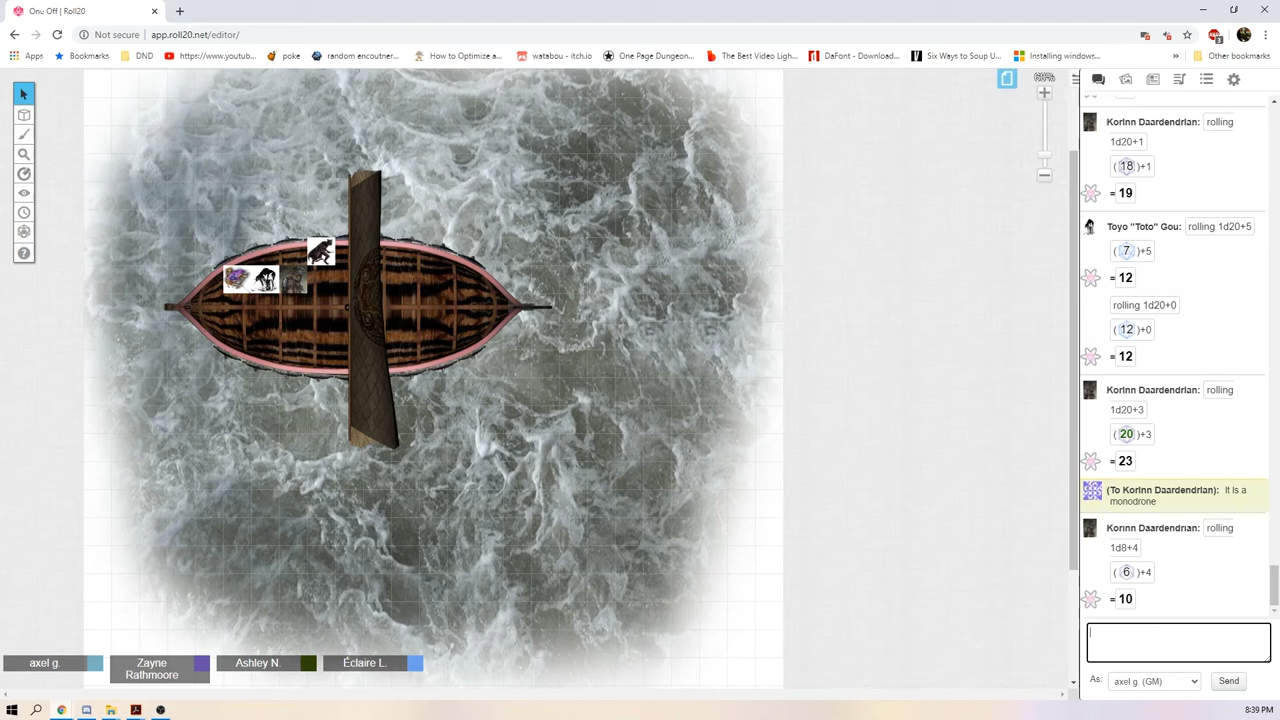 One Off | Roll20
Not secure | app.roll20.net/editor/
Apps Bookmarks DND https://www.youtub... poke random encoutner... How to Optimize a... watabou - itch.io One Page Dungeon... The Best Video Ligh... DaFont - Download... Six Ways to Soup U... Installing windows... » Other bookmarks
Korinn Daardendrian: rolling
1d20+1
(18)+1
= 19
Toyo "Toto" Gou: rolling 1d20+5
(7)+5
= 12
rolling 1d20+0
(12)+0
= 12
Korinn Daardendrian: rolling
1d20+3
(20)+3
= 23
(To Korinn Daardendrian): It is a
monodrone
Korinn Daardendrian: rolling
1d8+4
(6)+4
= 10
axel g.
Zayne
Rathmoore
Ashley N.
Éclaire L.
As: axel g. (GM) Send
8:39 PM